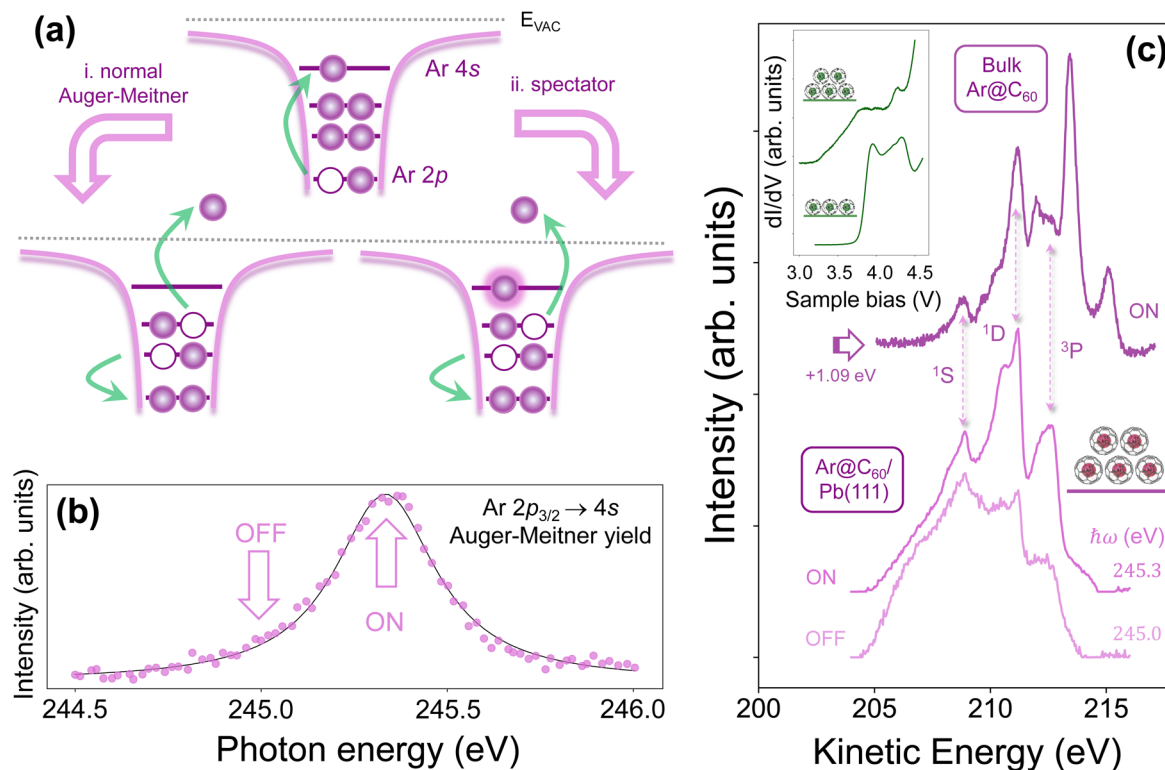 (a)
E_VAC
i. normal
Auger-Meitner
Ar 4s
ii. spectator
Ar 2p
(b)
Intensity (arb. units)
Ar 2p3/2 → 4s
Auger-Meitner yield
OFF
ON
244.5
245.0
245.5
246.0
Photon energy (eV)
(c)
Intensity (arb. units)
dI/dV (arb. units)
3.0
4.0
4.5
Sample bias (V)
Bulk
Ar@C60
ON
+1.09 eV
1S
1D
3P
Ar@C60/
Pb(111)
ħω (eV)
ON
245.3
OFF
245.0
200
205
210
215
Kinetic Energy (eV)